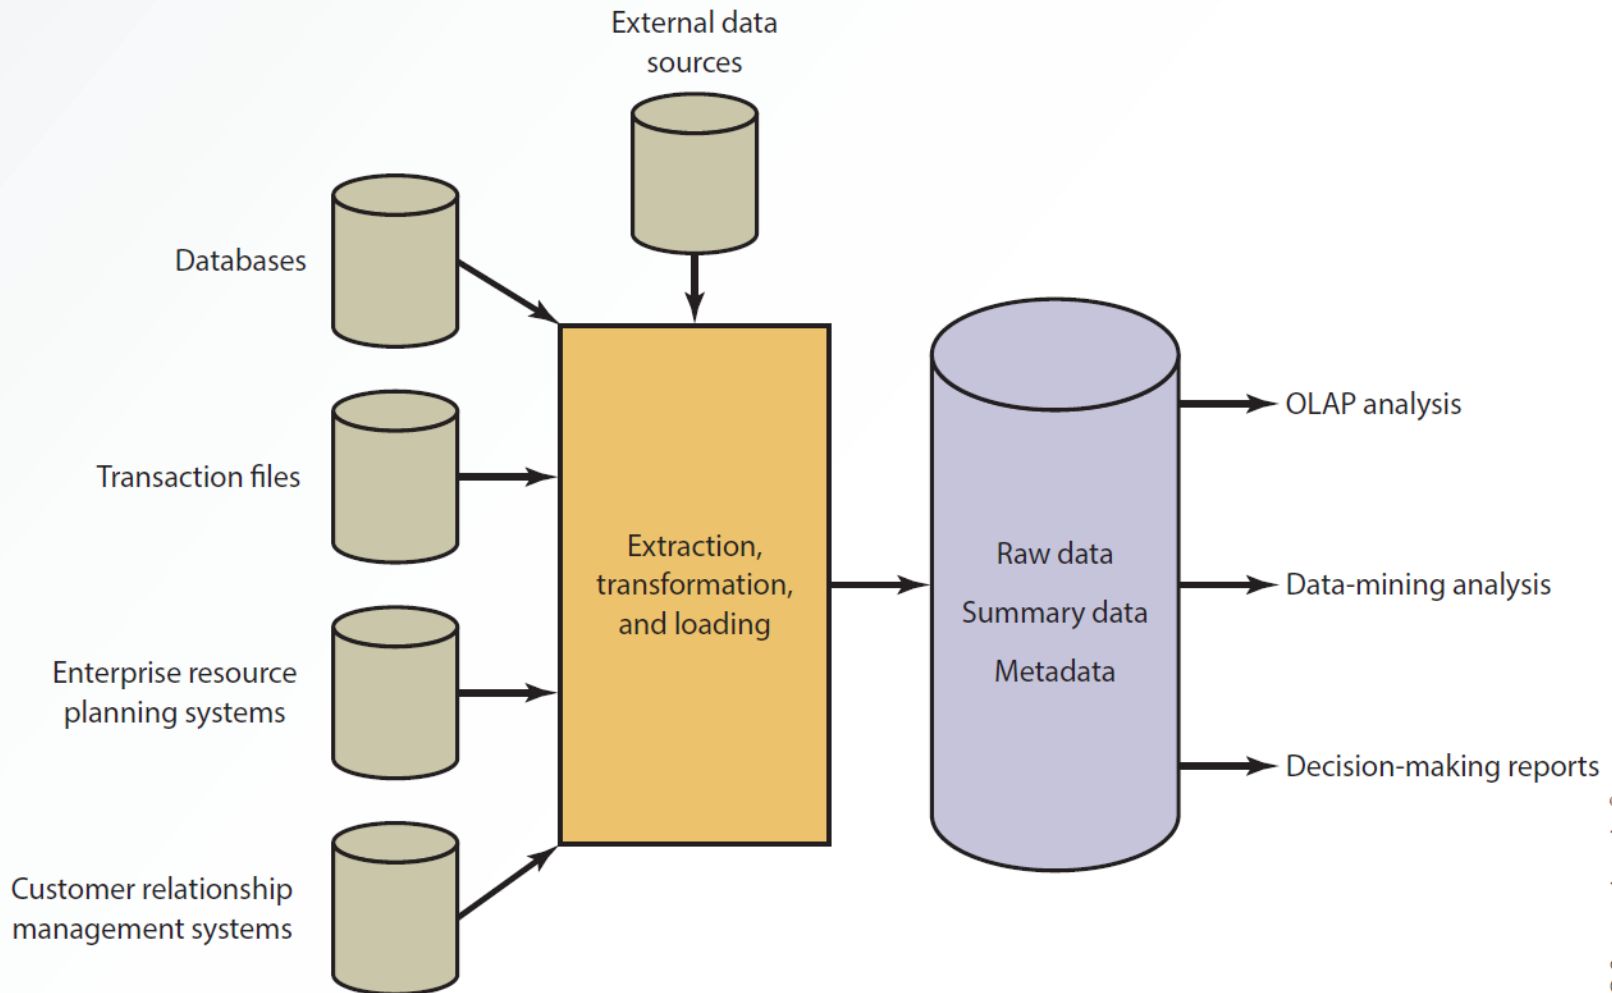 External data
sources
Databases
Transaction files
Enterprise resource
planning systems
Customer relationship
management systems
Extraction,
transformation,
and loading
Raw data
Summary data
Metadata
OLAP analysis
Data-mining analysis
Decision-making reports